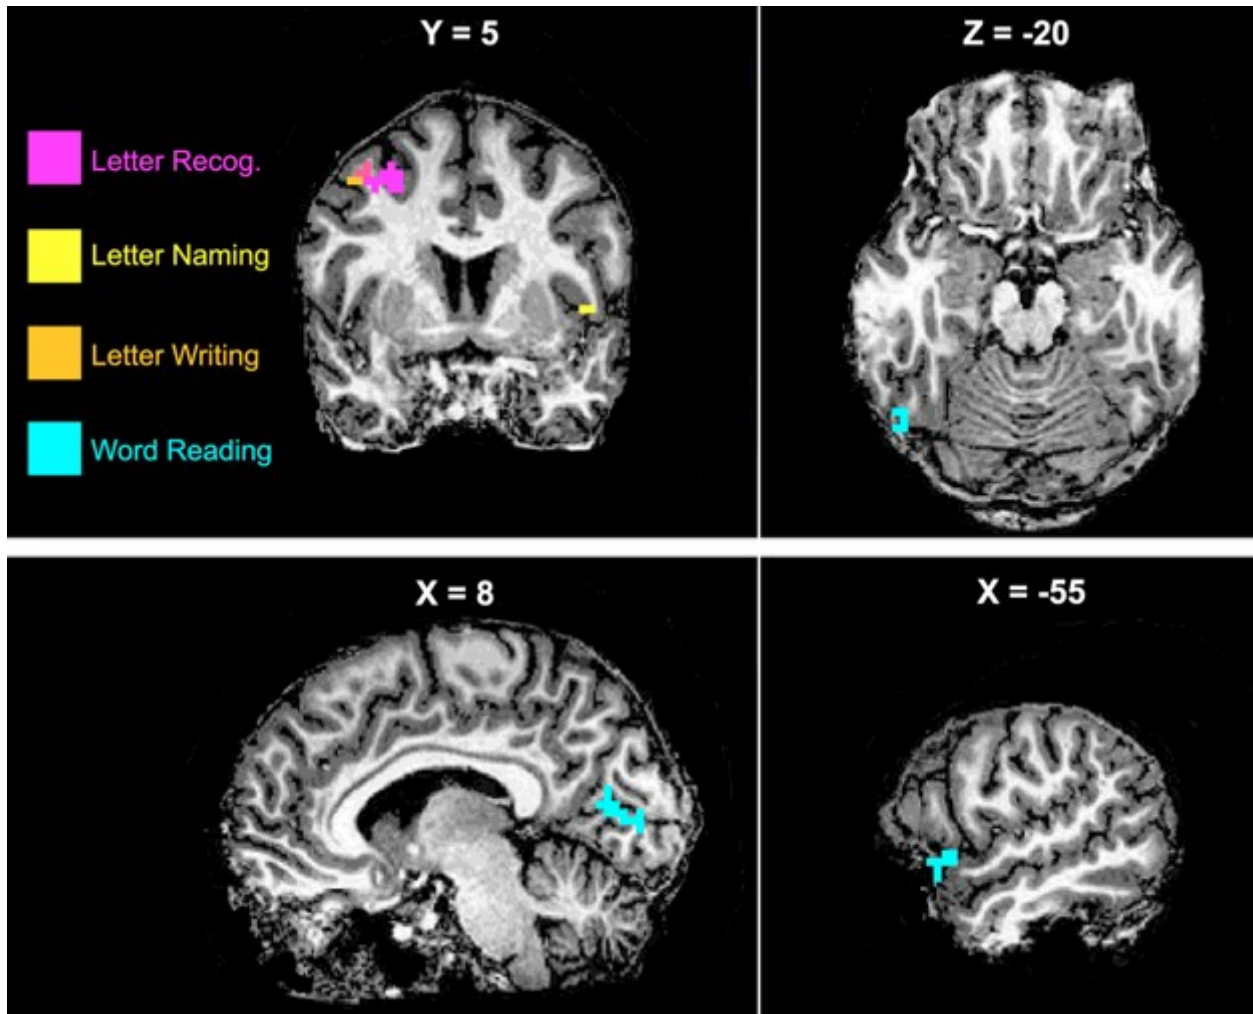 Y = 5
Z = -20
Letter Recog.
Letter Naming
Letter Writing
Word Reading
X = 8
X = -55